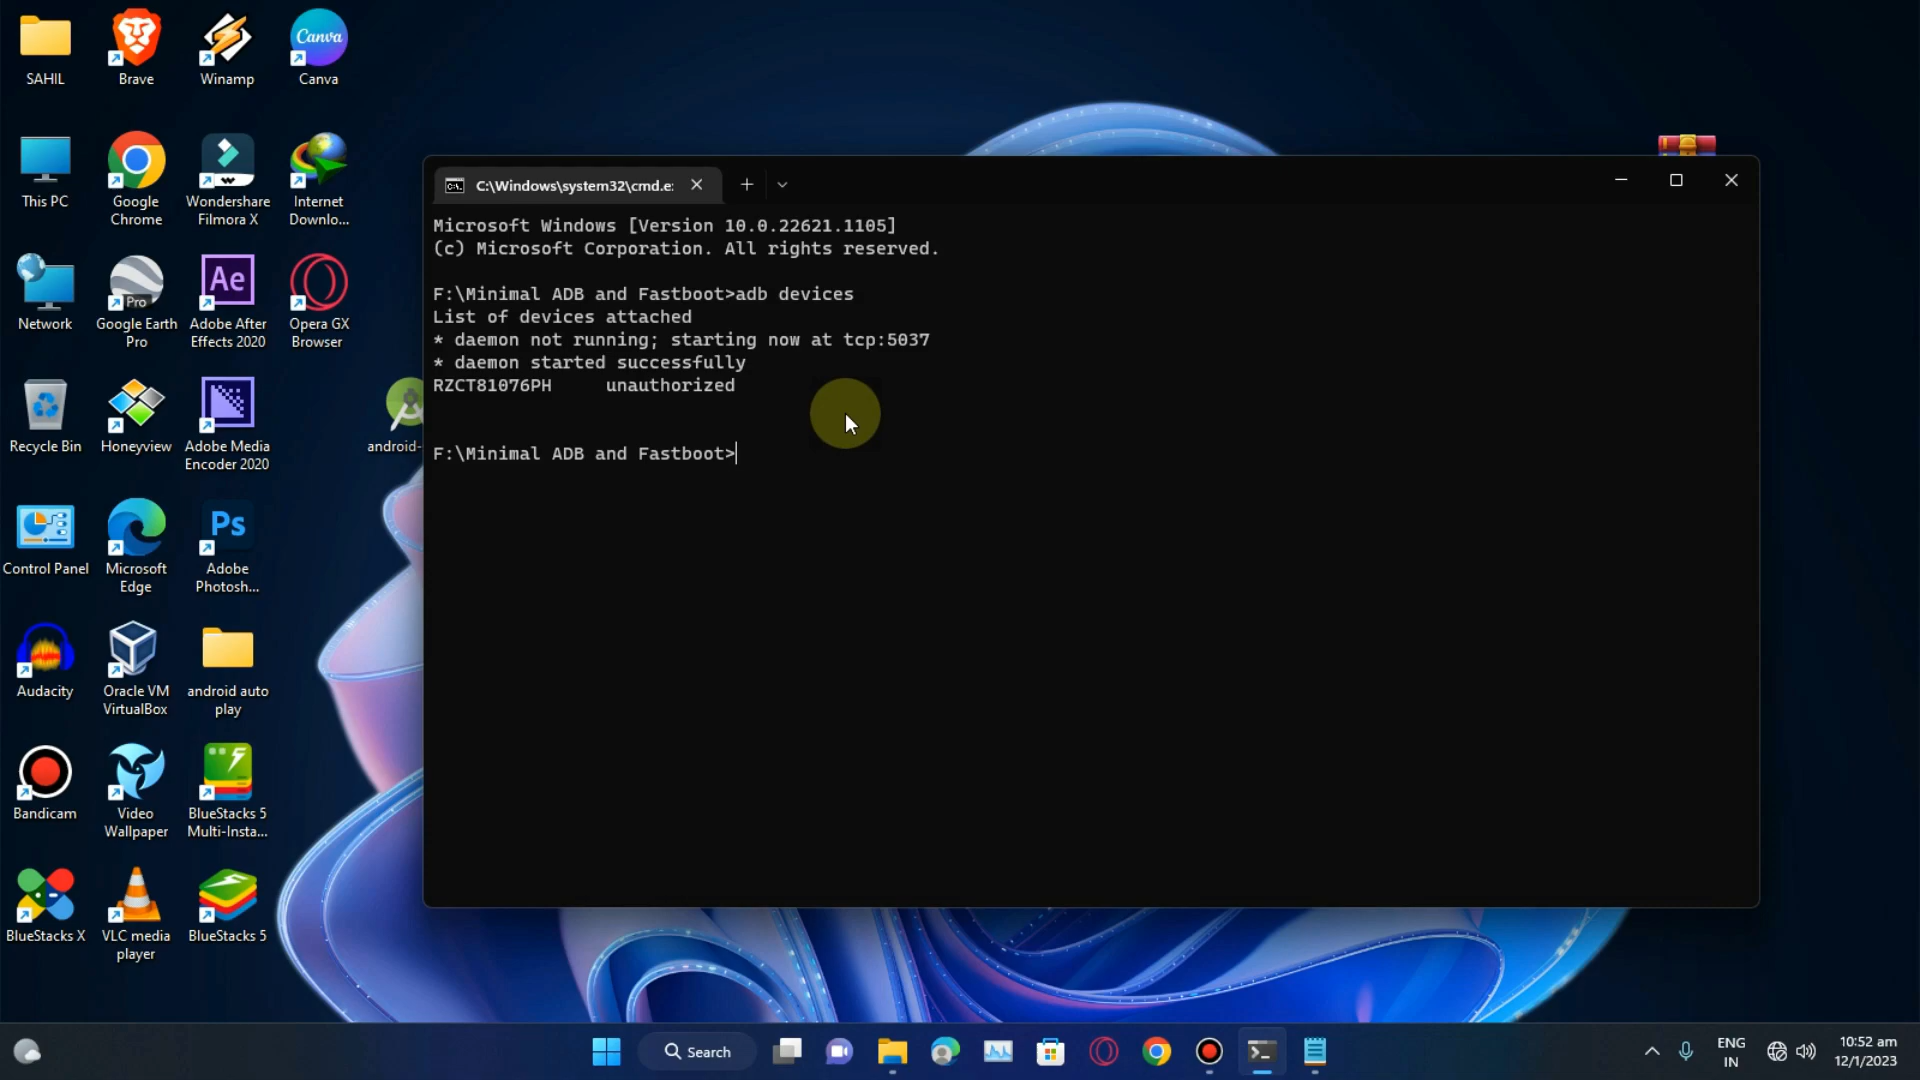 SAHIL
Brave
Winamp
Canva
Canva
This PC
Google
Chrome
Wondershare
Filmora X
Internet
Downlo...
Network
Pro
Google Earth
Pro
Ae
Adobe After
Effects 2020
Opera GX
Browser
Recycle Bin
Honeyview
Adobe Media
Encoder 2020
android-
Control Panel
Microsoft
Edge
Ps
Adobe
Photosh...
Audacity
Oracle VM
VirtualBox
android auto
play
Bandicam
Video
Wallpaper
BlueStacks 5
Multi-Insta...
BlueStacks X
VLC media
player
BlueStacks 5
C:\Windows\system32\cmd.e:
Microsoft Windows [Version 10.0.22621.1105]
(c) Microsoft Corporation. All rights reserved.
F:\Minimal ADB and Fastboot>adb devices
List of devices attached
* daemon not running; starting now at tcp:5037
* daemon started successfully
RZCT81076PH unauthorized
F:\Minimal ADB and Fastboot>
Search
ENG
IN
10:52 am
12/1/2023